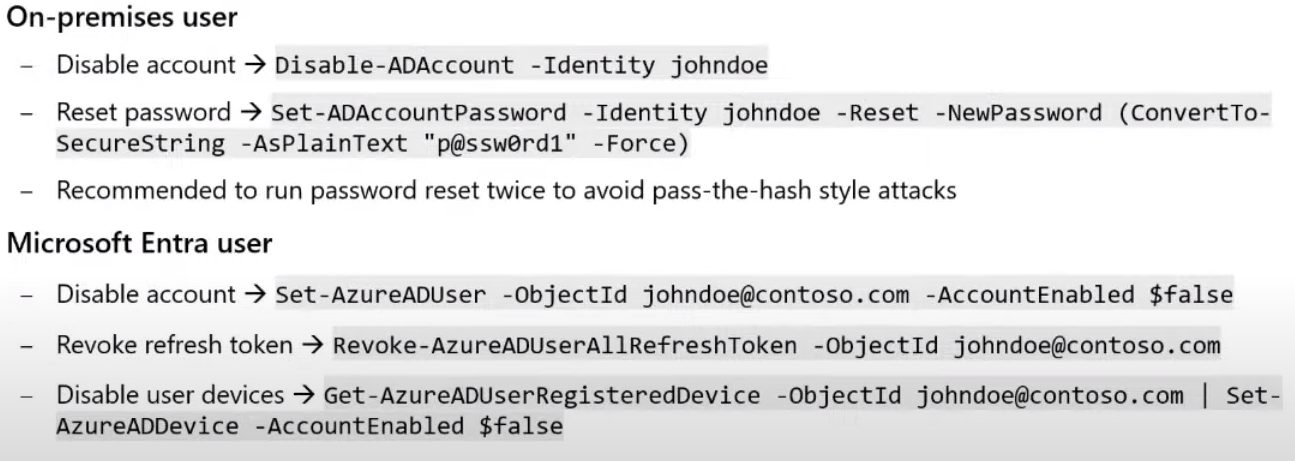 On-premises user
– Disable account → Disable-ADAccount -Identity johndoe
– Reset password → Set-ADAccountPassword -Identity johndoe -Reset -NewPassword (ConvertTo-
SecureString -AsPlainText "p@ssw0rd1" -Force)
– Recommended to run password reset twice to avoid pass-the-hash style attacks
Microsoft Entra user
– Disable account → Set-AzureADUser -ObjectId johndoe@contoso.com -AccountEnabled $false
– Revoke refresh token → Revoke-AzureADUserAllRefreshToken -ObjectId johndoe@contoso.com
– Disable user devices → Get-AzureADUserRegisteredDevice -ObjectId johndoe@contoso.com | Set-
AzureADDevice -AccountEnabled $false